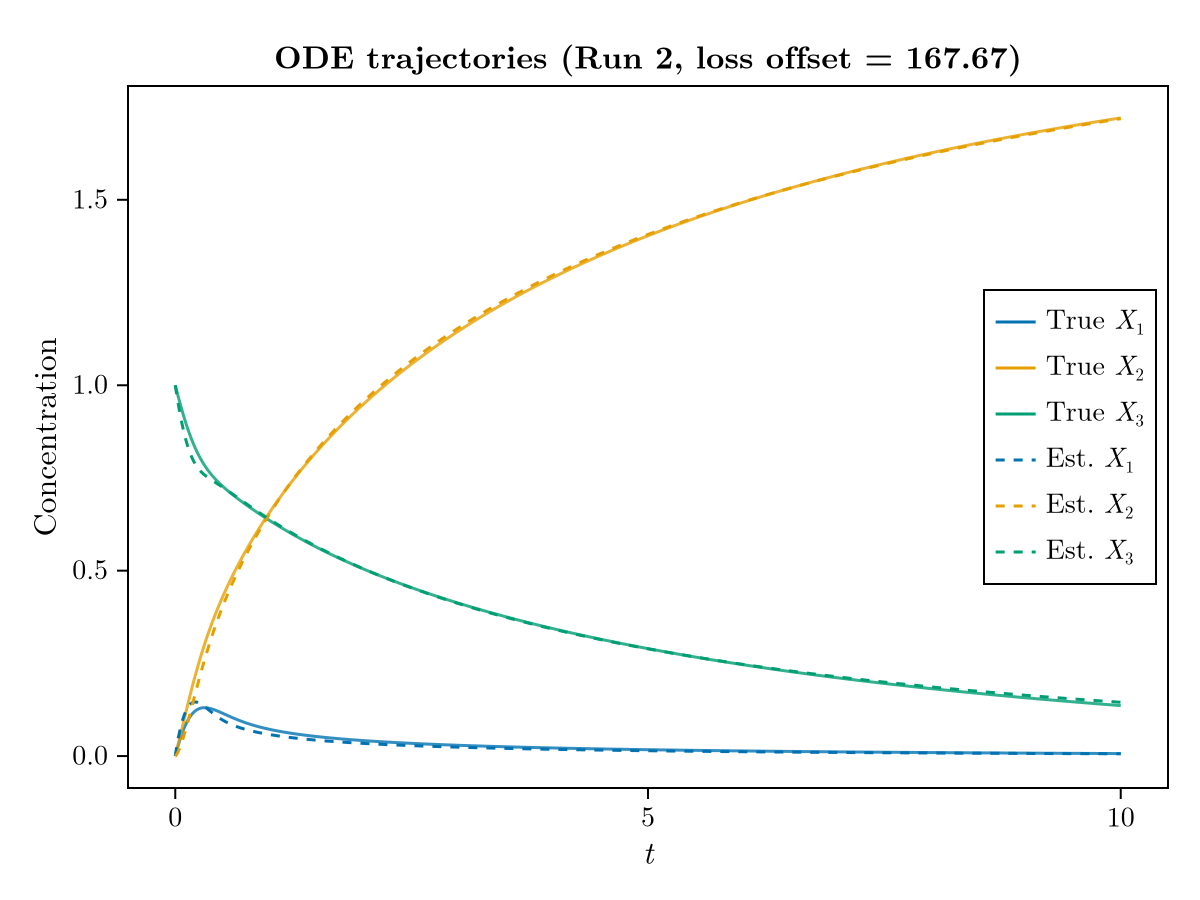 ODE trajectories (Run 2, loss offset = 167.67)
Concentration
1.5
1.0
0.5
0.0
0 5 10
t
True X₁
True X₂
True X₃
Est. X₁
Est. X₂
Est. X₃